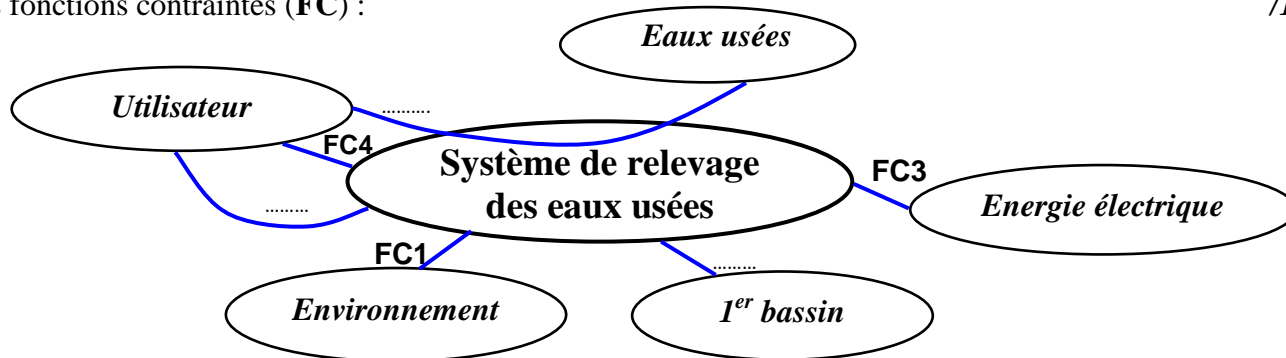 fonctions contraintes (FC) :
Eaux usées
Utilisateur
..........
FC4
Système de relevage
des eaux usées
FC3
Energie électrique
.........
FC1
.........
Environnement
1er bassin